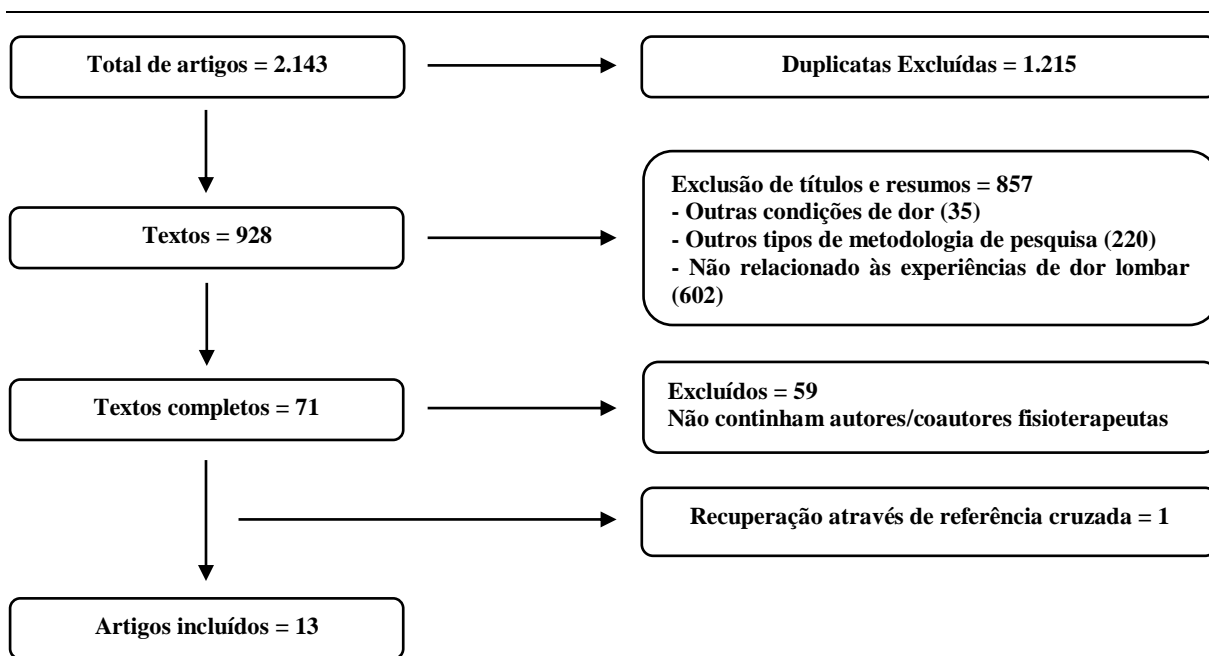 Total de artigos = 2.143
Duplicatas Excluídas = 1.215
Textos = 928
Exclusão de títulos e resumos = 857
- Outras condições de dor (35)
- Outros tipos de metodologia de pesquisa (220)
- Não relacionado às experiências de dor lombar
(602)
Textos completos = 71
Excluídos = 59
Não continham autores/coautores fisioterapeutas
Recuperação através de referência cruzada = 1
Artigos incluídos = 13